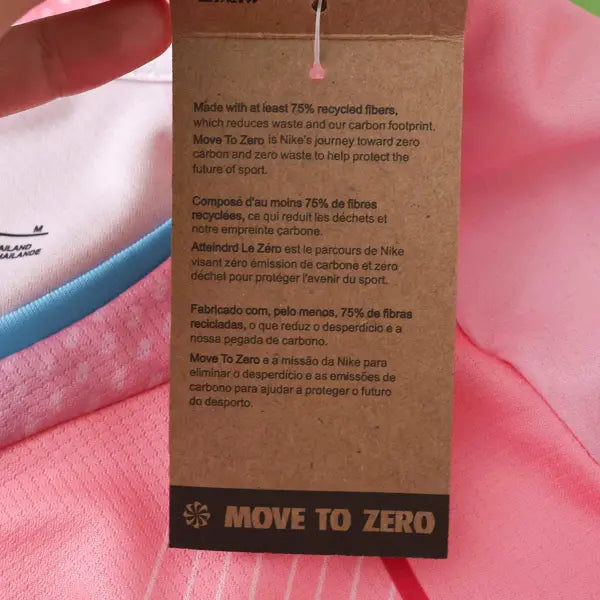 Made with at least 75% recycled fibers,
which reduces waste and our carbon footprint.
Move To Zero is Nike's journey toward zero
carbon and zero waste to help protect the
future of sport.
Composé d'au moins 75% de fibres
recyclées, ce qui reduit les déchets et
notre empreinte carbone.
Atteindrd Le Zéro est le parcours de Nike
visant zéro émission de carbone et zéro
déchet pour protéger l'avenir du sport.
Fabricado com, pelo menos, 75% de fibras
recicladas, o que reduz o desperdício e a
nossa pegada de carbono.
Move To Zero e a missão da Nike para
eliminar o desperdício e as emissões de
carbono para ajudar a proteger o futuro
do desporto.
MOVE TO ZERO
M
AILAND
HAILANDE